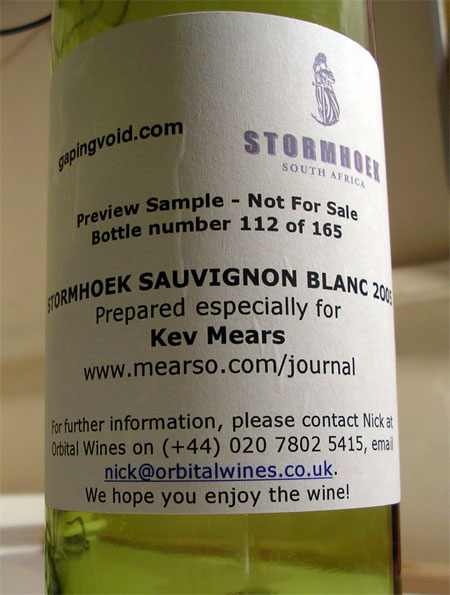 gapingvoid.com
STORMHOEK
SOUTH AFRICA
Preview Sample - Not For Sale
Bottle number 112 of 165
STORMHOEK SAUVIGNON BLANC 2005
Prepared especially for
Kev Mears
www.mearso.com/journal
For further information, please contact Nick at
Orbital Wines on (+44) 020 7802 5415, email
nick@orbitalwines.co.uk.
We hope you enjoy the wine!